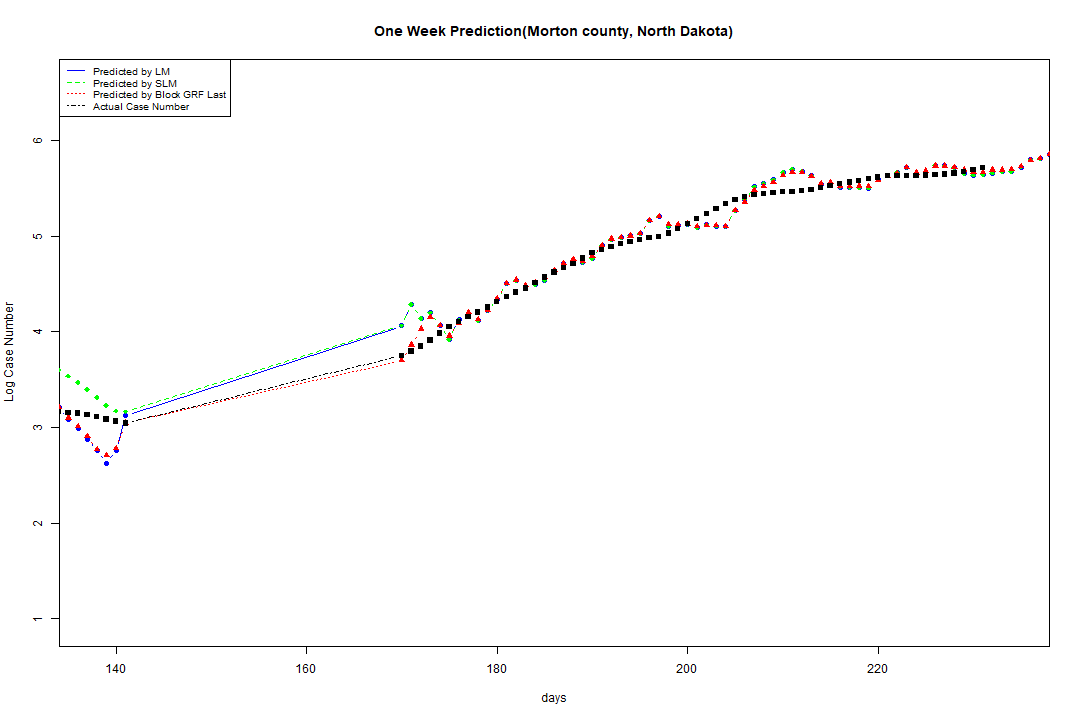 One Week Prediction(Morton county, North Dakota)
Predicted by LM
Predicted by SLM
Predicted by Block GRF Last
Actual Case Number
6
5
4
3
2
1
Log Case Number
140 160 180 200 220
days